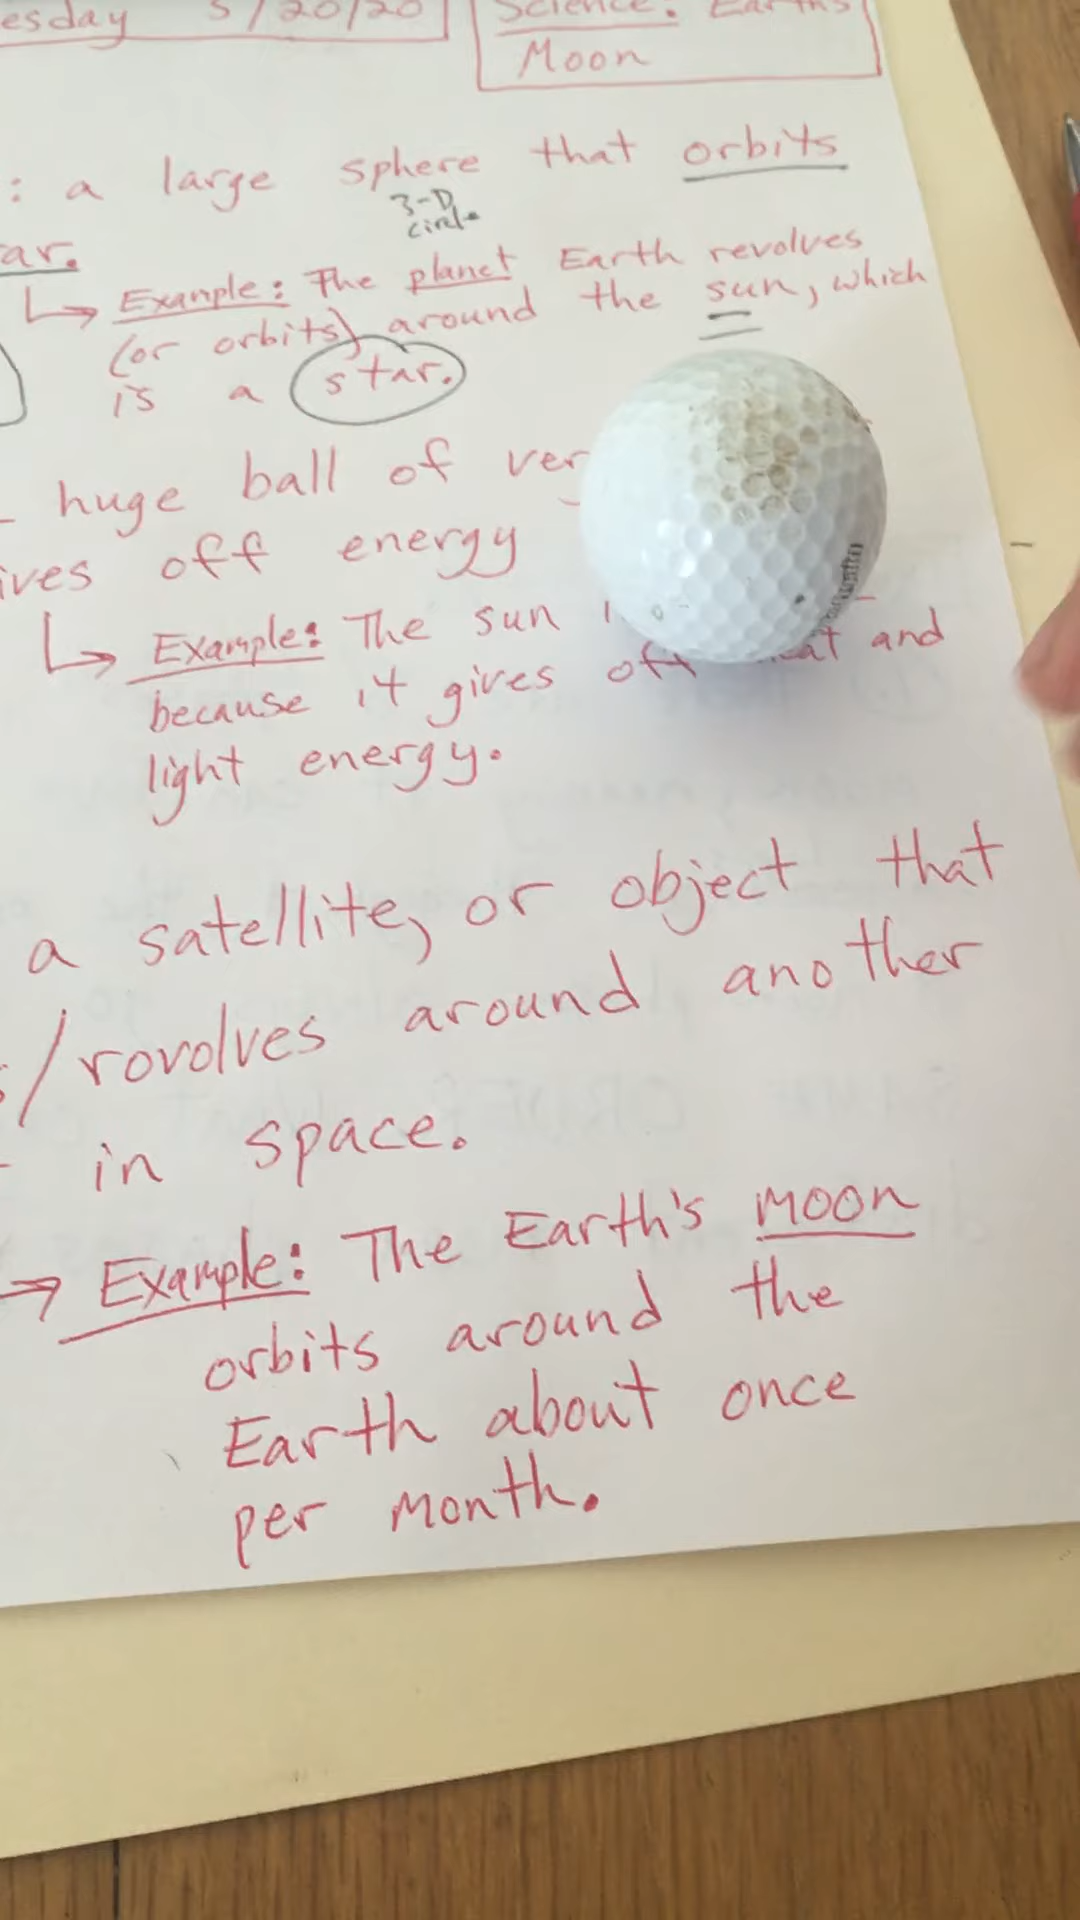 esday 5/20/20
Science: Earth's
Moon
: a large sphere that orbits
3-D
circle
ar.
Example: The planet Earth revolves
(or orbits) around the sun, which
is a star.
huge ball of ver
ives off energy
Example: The sun
because it gives off and
light energy.
a satellite, or object that
s/rovolves around another
in space.
Example: The Earth's moon
orbits around the
Earth about once
per month.